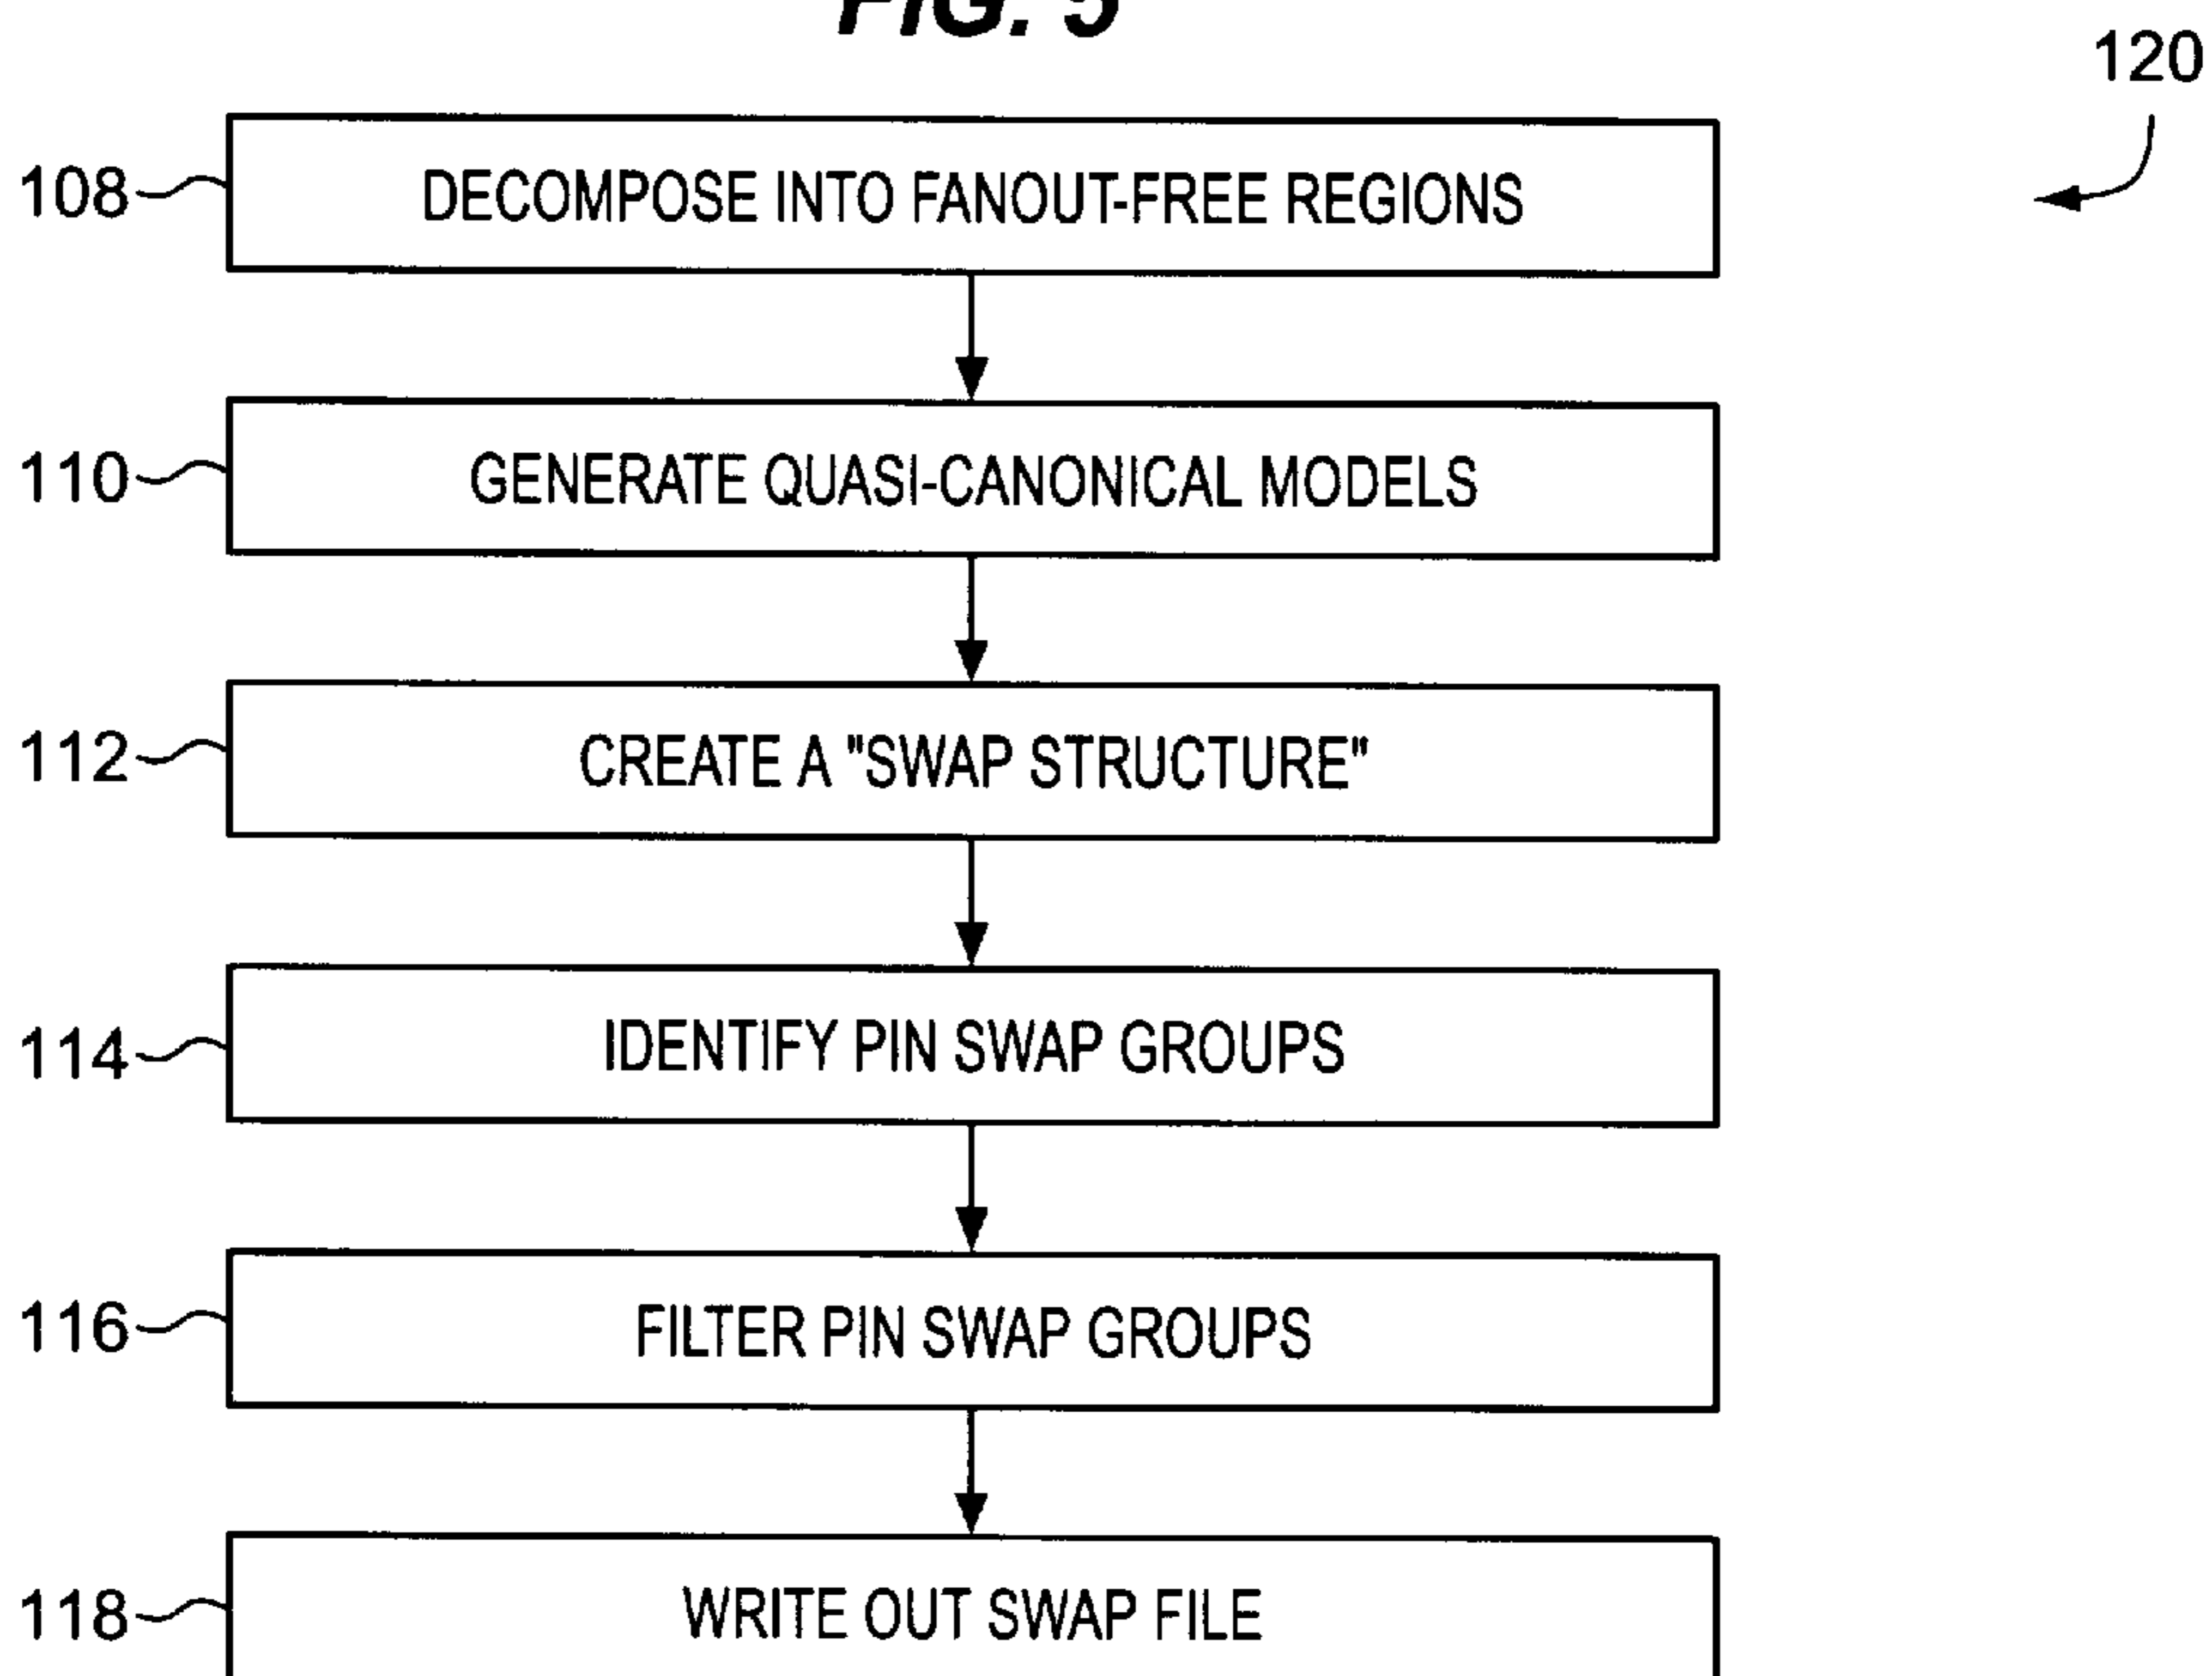 FIG. 5
120
108 DECOMPOSE INTO FANOUT-FREE REGIONS
110 GENERATE QUASI-CANONICAL MODELS
112 CREATE A "SWAP STRUCTURE"
114 IDENTIFY PIN SWAP GROUPS
116 FILTER PIN SWAP GROUPS
118 WRITE OUT SWAP FILE